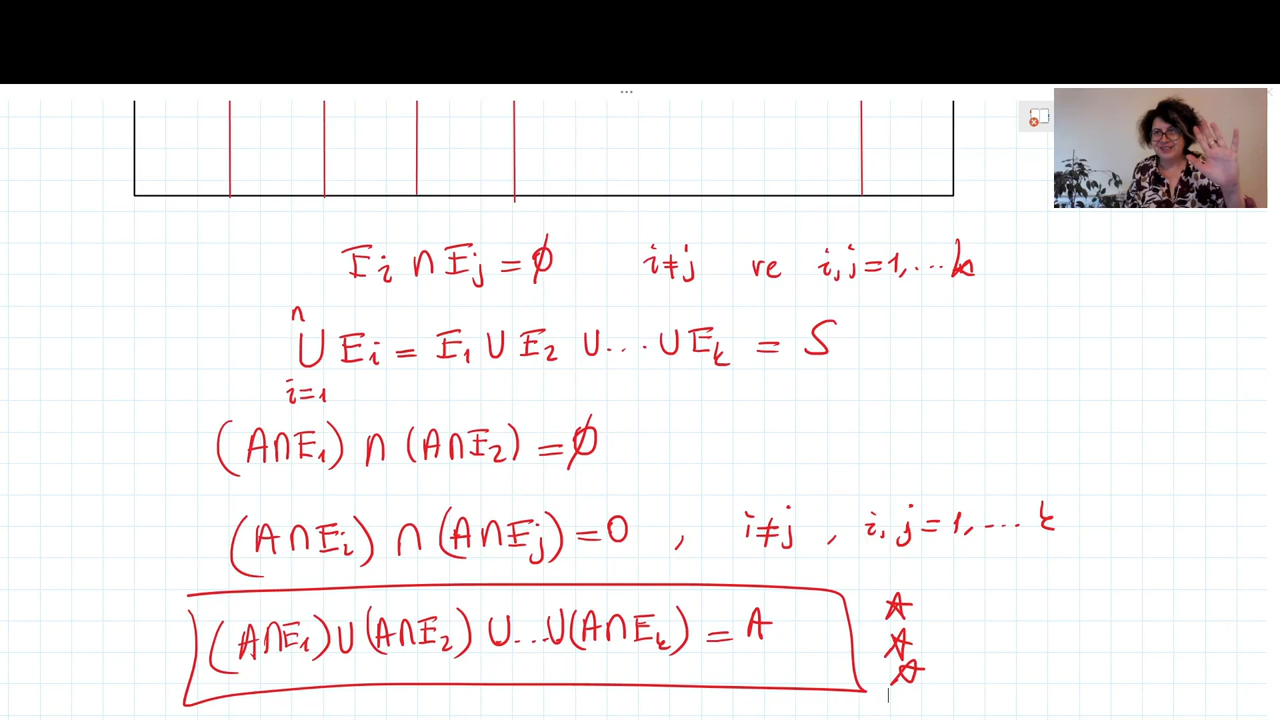 Ei ∩ Ej = ∅ i≠j ve i,j=1,...k
n
∪ Ei = E1 ∪ E2 ∪... ∪ Ek = S
i=1
(A∩E1) ∩ (A∩E2) = ∅
(A∩Ei) ∩ (A∩Ej) = 0 , i≠j , i,j=1,... k
(A∩E1)∪(A∩E2) ∪...∪(A∩Ek) = A